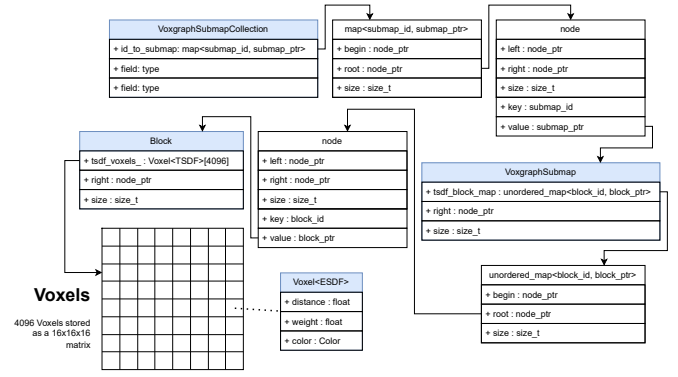 VoxgraphSubmapCollection
+ id_to_submap: map<submap_id, submap_ptr>
+ field: type
+ field: type
map<submap_id, submap_ptr>
+ begin : node_ptr
+ root : node_ptr
+ size : size_t
node
+ left : node_ptr
+ right : node_ptr
+ size : size_t
+ key : submap_id
+ value : submap_ptr
Block
+ tsdf_voxels_ : Voxel<TSDF>[4096]
+ right : node_ptr
+ size : size_t
node
+ left : node_ptr
+ right : node_ptr
+ size : size_t
+ key : block_id
+ value : block_ptr
VoxgraphSubmap
+ tsdf_block_map : unordered_map<block_id, block_ptr>
+ right : node_ptr
+ size : size_t
Voxels
4096 Voxels stored
as a 16x16x16
matrix
Voxel<ESDF>
+ distance : float
+ weight : float
+ color : Color
unordered_map<block_id, block_ptr>
+ begin : node_ptr
+ root : node_ptr
+ size : size_t